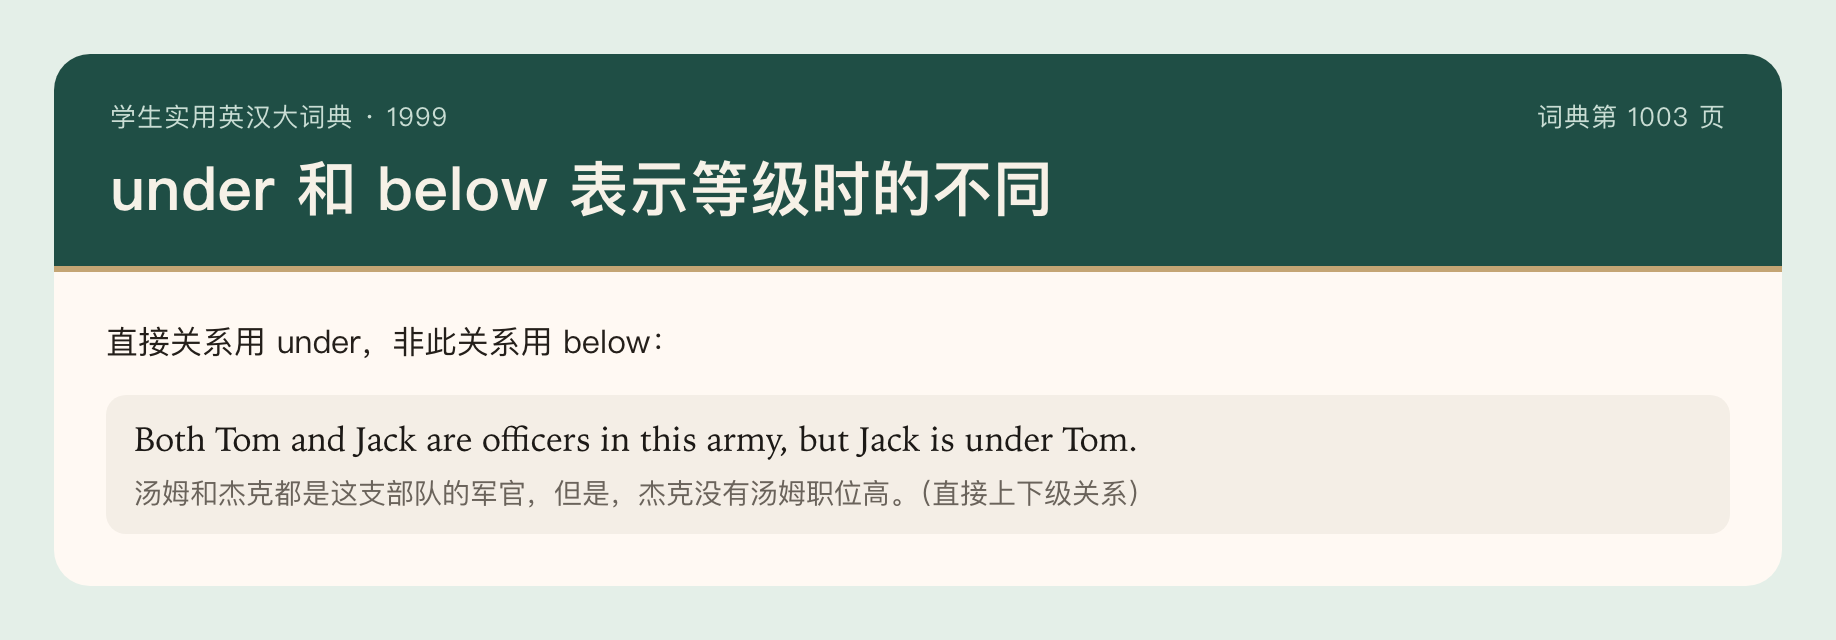 学生实用英汉大词典 · 1999
词典第 1003 页
under 和 below 表示等级时的不同
直接关系用 under，非此关系用 below：
Both Tom and Jack are officers in this army, but Jack is under Tom.
汤姆和杰克都是这支部队的军官，但是，杰克没有汤姆职位高。（直接上下级关系）